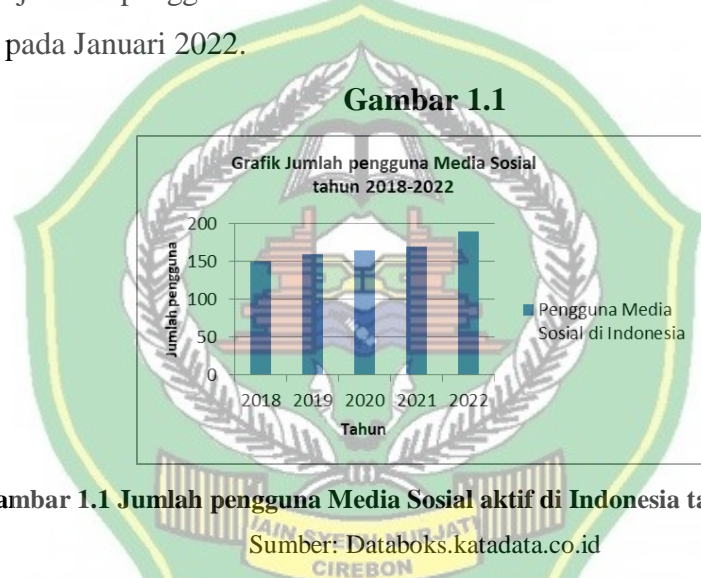 pada Januari 2022.
Gambar 1.1
Grafik Jumlah pengguna Media Sosial
tahun 2018-2022
Jumlah pengguna
200
150
100
50
0
2018 2019 2020 2021 2022
Tahun
Pengguna Media
Sosial di Indonesia
ambar 1.1 Jumlah pengguna Media Sosial aktif di Indonesia ta
IAIN SYEKH NURJATI
Sumber: Databoks.katadata.co.id
CIREBON